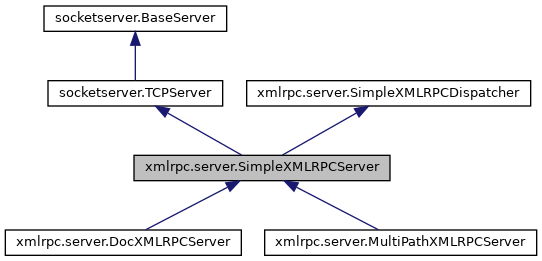 socketserver.BaseServer
socketserver.TCPServer
xmlrpc.server.SimpleXMLRPCDispatcher
xmlrpc.server.SimpleXMLRPCServer
xmlrpc.server.DocXMLRPCServer
xmlrpc.server.MultiPathXMLRPCServer